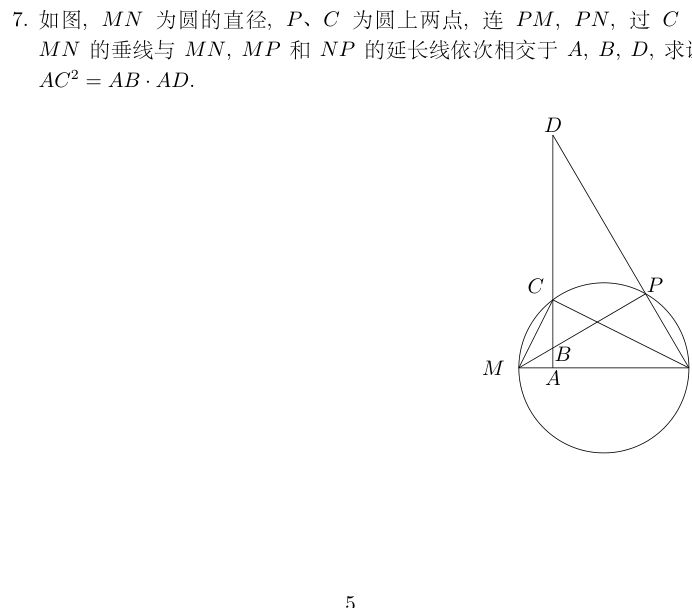 7. 如图, MN 为圆的直径, P、C 为圆上两点, 连 PM, PN, 过 C
MN 的垂线与 MN, MP 和 NP 的延长线依次相交于 A, B, D, 求
AC² = AB · AD.
D
C
P
B
M
A
5